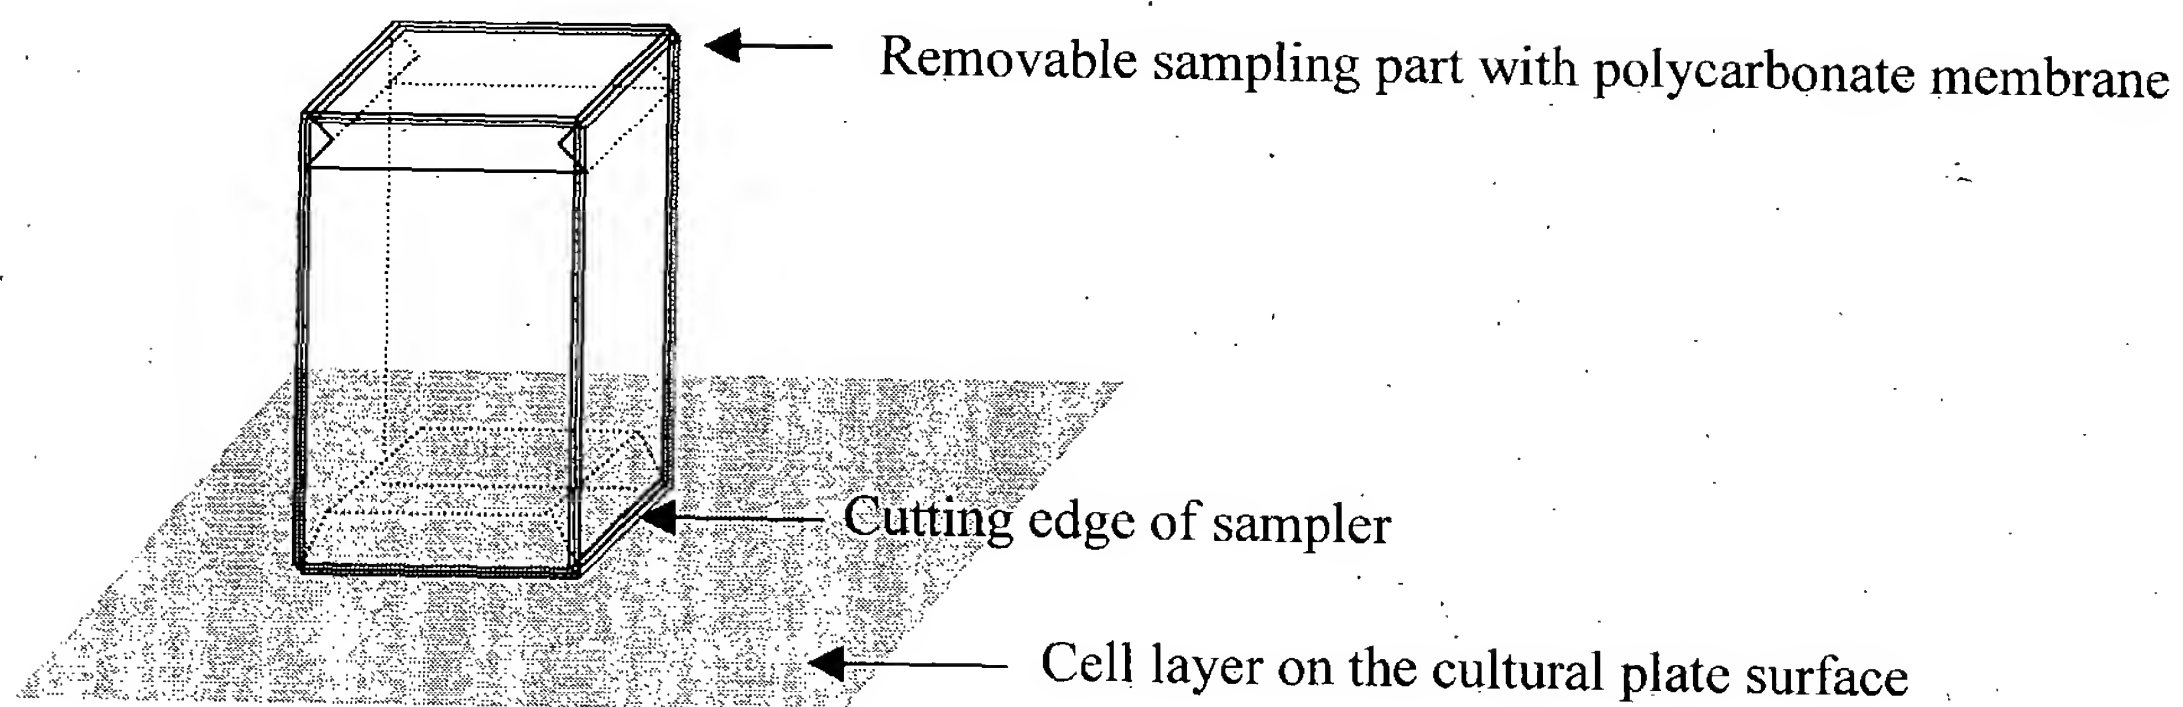 Removable sampling part with polycarbonate membrane
Cutting edge of sampler
Cell layer on the cultural plate surface